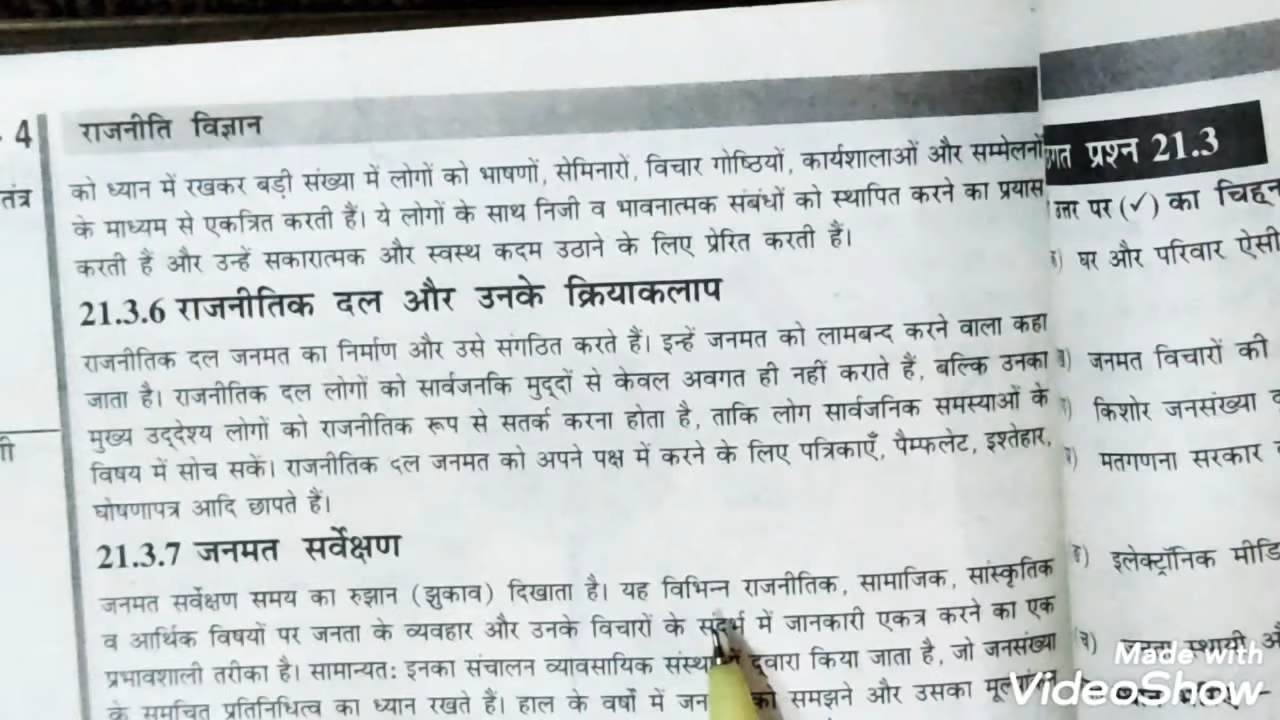 4
राजनीति विज्ञान
तंत्र
को ध्यान में रखकर बड़ी संख्या में लोगों को भाषणों, सेमिनारों, विचार गोष्ठियों, कार्यशालाओं और सम्मेलनों
के माध्यम से एकत्रित करती हैं। ये लोगों के साथ निजी व भावनात्मक संबंधों को स्थापित करने का प्रयास
करती हैं और उन्हें सकारात्मक और स्वस्थ कदम उठाने के लिए प्रेरित करती हैं।
21.3.6 राजनीतिक दल और उनके क्रियाकलाप
राजनीतिक दल जनमत का निर्माण और उसे संगठित करते हैं। इन्हें जनमत को लामबन्द करने वाला कहा
जाता है। राजनीतिक दल लोगों को सार्वजनकि मुद्दों से केवल अवगत ही नहीं कराते हैं, बल्कि उनका
मुख्य उद्देश्य लोगों को राजनीतिक रूप से सतर्क करना होता है, ताकि लोग सार्वजनिक समस्याओं के
विषय में सोच सकें। राजनीतिक दल जनमत को अपने पक्ष में करने के लिए पत्रिकाएँ, पैम्फलेट, इश्तेहार,
घोषणापत्र आदि छापते हैं।
21.3.7 जनमत सर्वेक्षण
जनमत सर्वेक्षण समय का रुझान (झुकाव) दिखाता है। यह विभिन्न राजनीतिक, सामाजिक, सांस्कृतिक
व आर्थिक विषयों पर जनता के व्यवहार और उनके विचारों के में जानकारी एकत्र करने का एक
प्रभावशाली तरीका है। सामान्यतः इनका संचालन व्यावसायिक द्वारा किया जाता है, जो जनसंख्या
के समुचित प्रतिनिधित्व का ध्यान रखते हैं। हाल के वर्षों में को समझने और उसका
प्रश्न 21.3
उत्तर पर (✓) का चिह्न
घर और परिवार ऐसी
जनमत विचारों की
किशोर जनसंख्या
मतगणना सरकार
इलेक्ट्रॉनिक
Made with
VideoShow